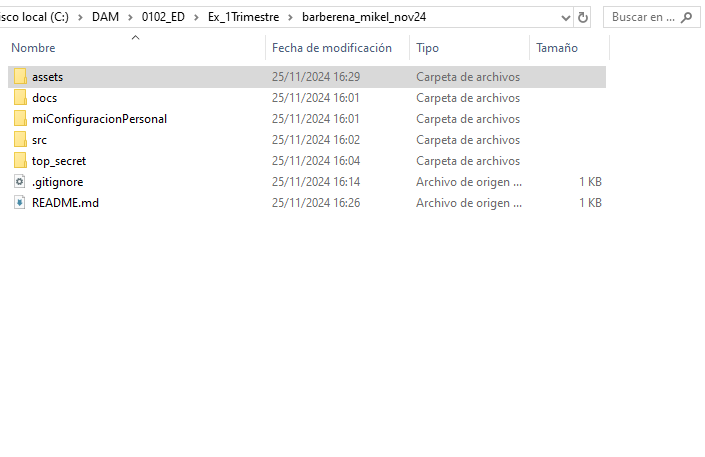 isco local (C:) > DAM > 0102_ED > Ex_1Trimestre > barberena_mikel_nov24 Buscar en ...
Nombre Fecha de modificación Tipo Tamaño
assets 25/11/2024 16:29 Carpeta de archivos
docs 25/11/2024 16:01 Carpeta de archivos
miConfiguracionPersonal 25/11/2024 16:01 Carpeta de archivos
src 25/11/2024 16:02 Carpeta de archivos
top_secret 25/11/2024 16:04 Carpeta de archivos
.gitignore 25/11/2024 16:14 Archivo de origen ... 1 KB
README.md 25/11/2024 16:26 Archivo de origen ... 1 KB